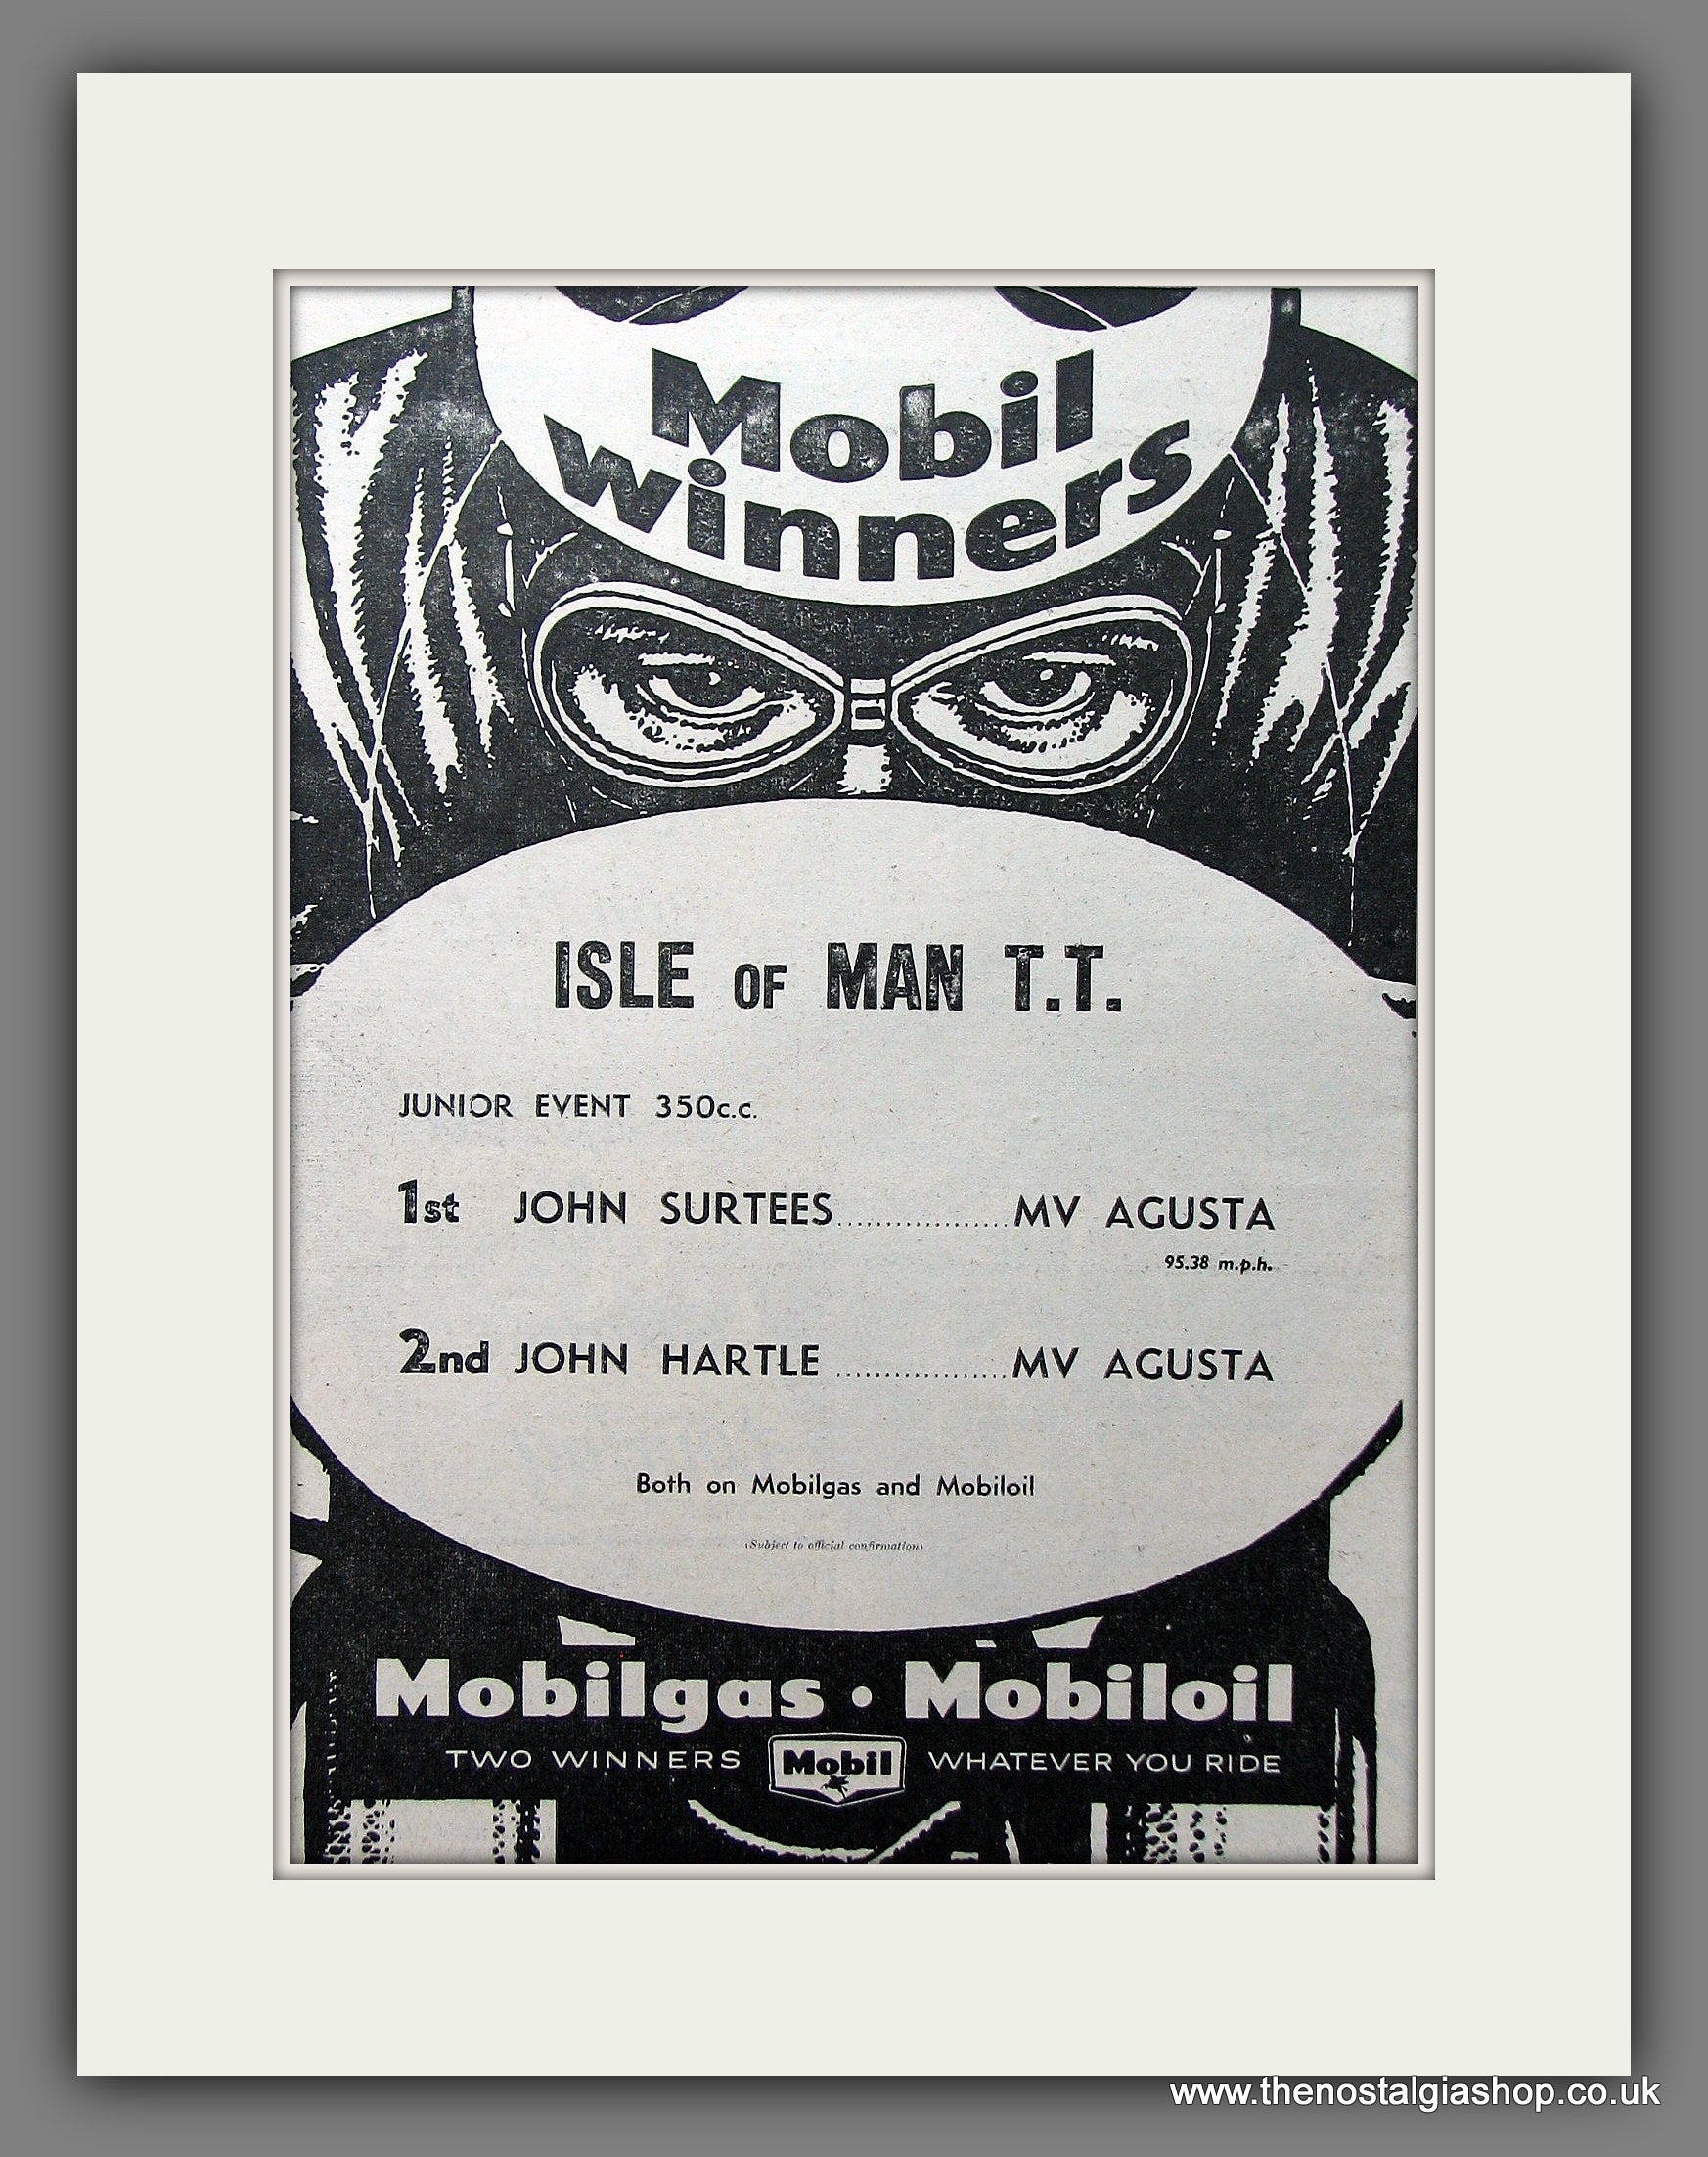 Mobil
winners
ISLE OF MAN T.T.
JUNIOR EVENT 350c.c.
1st JOHN SURTEES..................MV AGUSTA
95.38 m.p.h.
2nd JOHN HARTLE ..................MV AGUSTA
Both on Mobilgas and Mobiloil
(Subject to official confirmation)
Mobilgas • Mobiloil
TWO WINNERS Mobil WHATEVER YOU RIDE
www.thenostalgiashop.co.uk